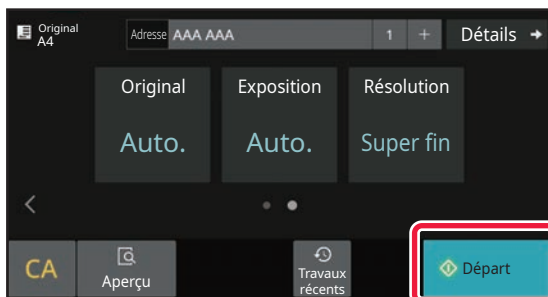 Original
A4
Adresse AAA AAA 1 + Détails
Original Exposition Résolution
Auto. Auto. Super fin
CA Aperçu Travaux récents Départ